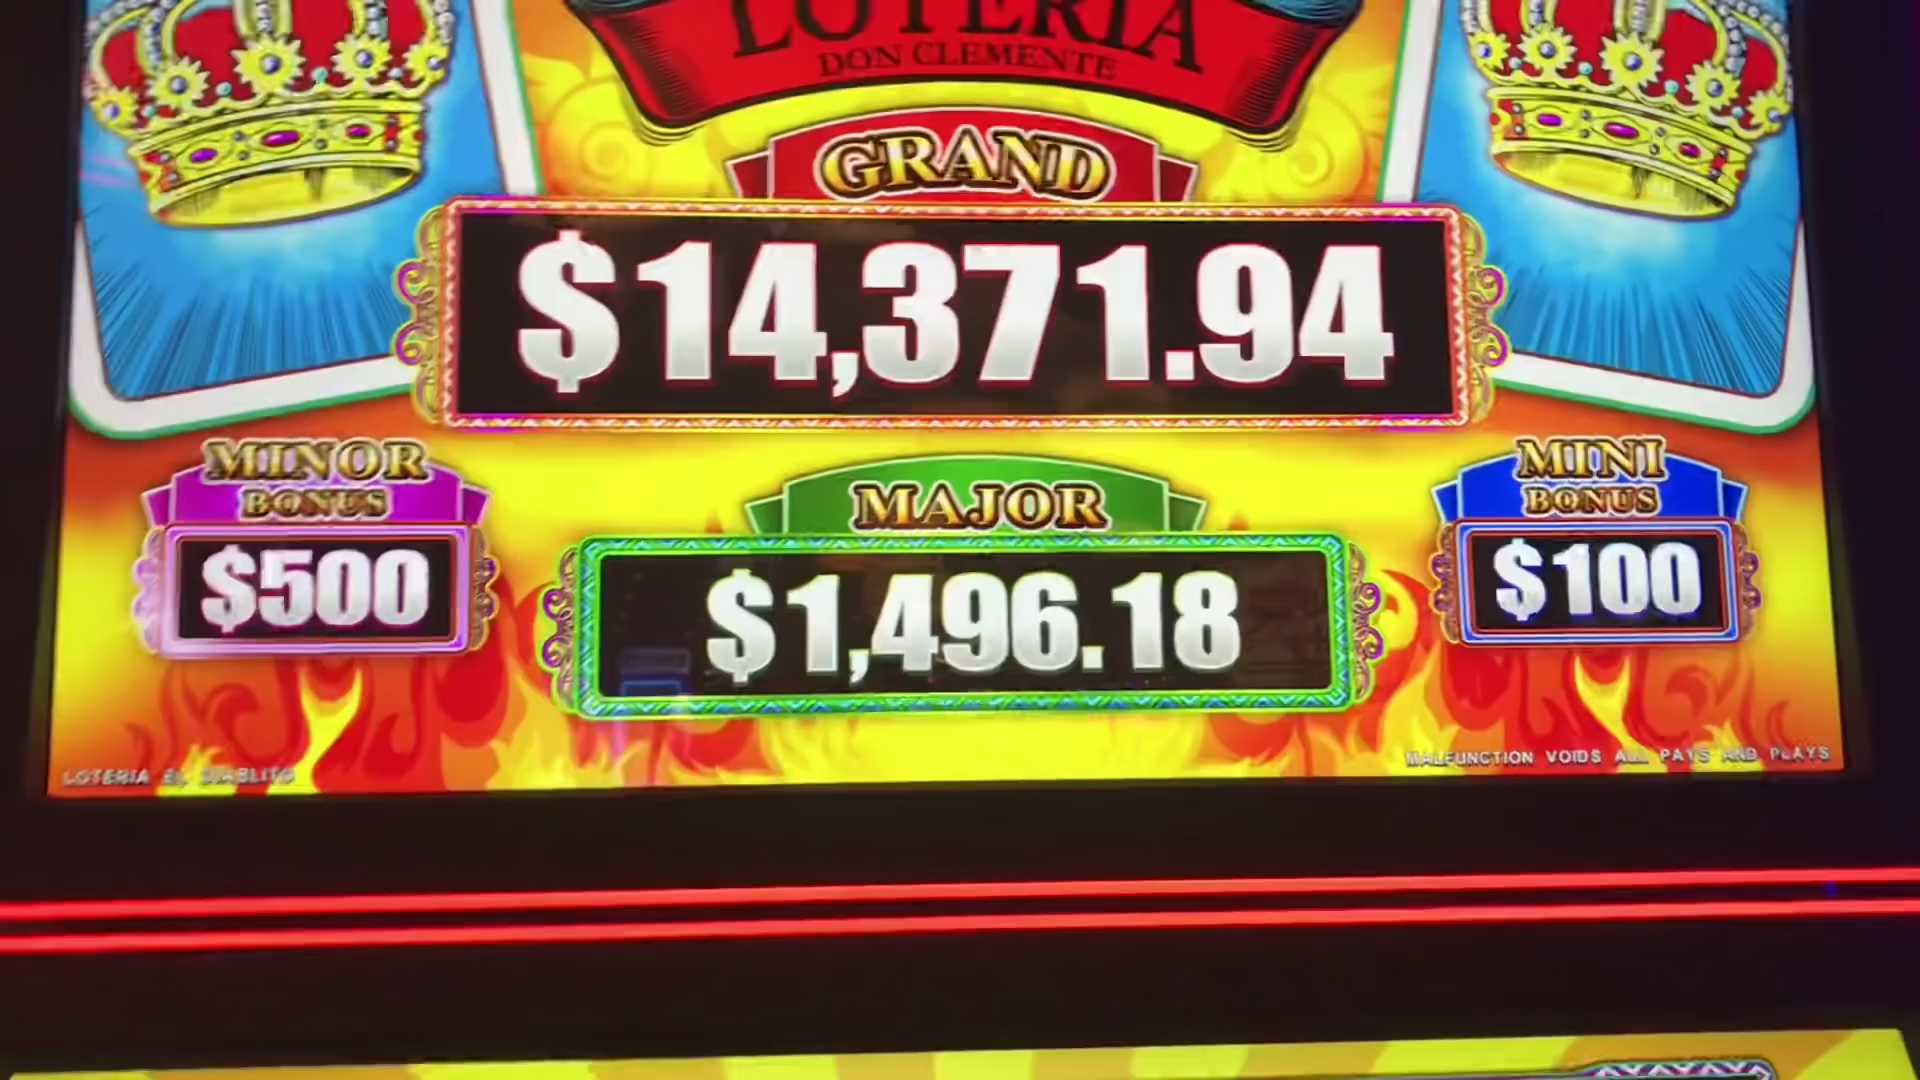 LOTERIA
DON CLEMENTE
GRAND
$14,371.94
MINOR
BONUS
$500
MAJOR
$1,496.18
MINI
BONUS
$100
LOTERIA EL DIABLITO
MALFUNCTION VOIDS ALL PAYS AND PLAYS